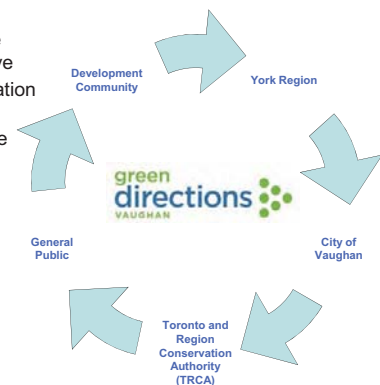 Development
Community
York Region
green
directions
VAUGHAN
General
Public
City of
Vaughan
Toronto and
Region
Conservation
Authority
(TRCA)